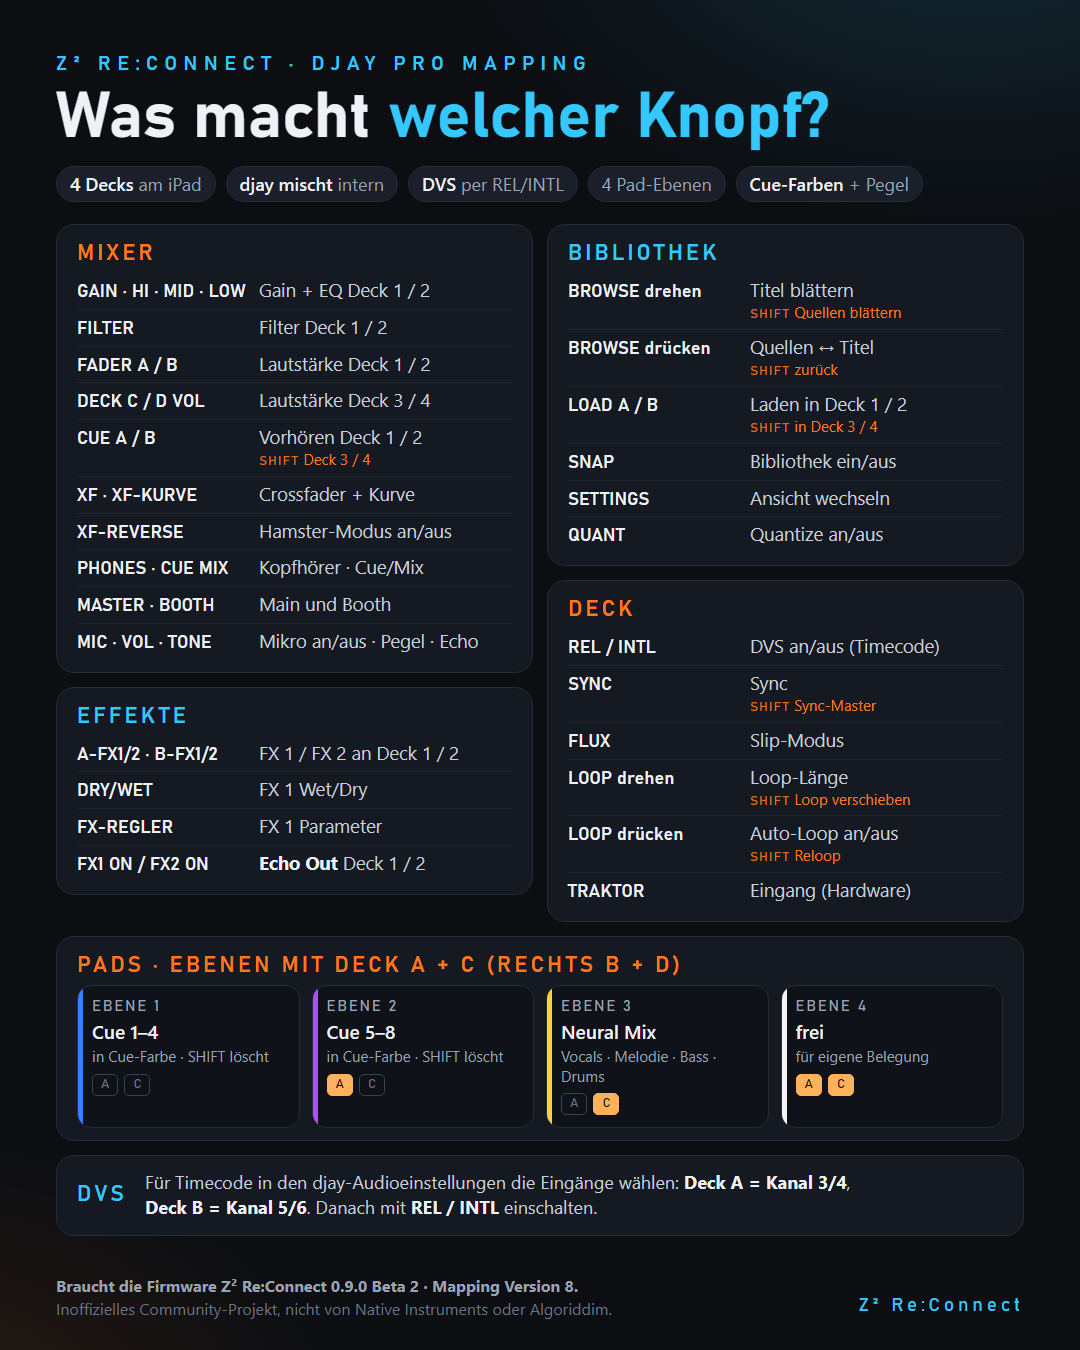 Z² RE:CONNECT · DJAY PRO MAPPING
Was macht welcher Knopf?
4 Decks am iPad
djay mischt intern
DVS per REL/INTL
4 Pad-Ebenen
Cue-Farben + Pegel
MIXER
GAIN · HI · MID · LOW Gain + EQ Deck 1 / 2
FILTER Filter Deck 1 / 2
FADER A / B Lautstärke Deck 1 / 2
DECK C / D VOL Lautstärke Deck 3 / 4
CUE A / B Vorhören Deck 1 / 2
SHIFT Deck 3 / 4
XF · XF-KURVE Crossfader + Kurve
XF-REVERSE Hamster-Modus an/aus
PHONES · CUE MIX Kopfhörer · Cue/Mix
MASTER · BOOTH Main und Booth
MIC · VOL · TONE Mikro an/aus · Pegel · Echo
EFFEKTE
A-FX1/2 · B-FX1/2 FX 1 / FX 2 an Deck 1 / 2
DRY/WET FX 1 Wet/Dry
FX-REGLER FX 1 Parameter
FX1 ON / FX2 ON Echo Out Deck 1 / 2
BIBLIOTHEK
BROWSE drehen Titel blättern
SHIFT Quellen blättern
BROWSE drücken Quellen ↔ Titel
SHIFT zurück
LOAD A / B Laden in Deck 1 / 2
SHIFT in Deck 3 / 4
SNAP Bibliothek ein/aus
SETTINGS Ansicht wechseln
QUANT Quantize an/aus
DECK
REL / INTL DVS an/aus (Timecode)
SYNC Sync
SHIFT Sync-Master
FLUX Slip-Modus
LOOP drehen Loop-Länge
SHIFT Loop verschieben
LOOP drücken Auto-Loop an/aus
SHIFT Reloop
TRAKTOR Eingang (Hardware)
PADS · EBENEN MIT DECK A + C (RECHTS B + D)
EBENE 1
Cue 1–4
in Cue-Farbe · SHIFT löscht
A C
EBENE 2
Cue 5–8
in Cue-Farbe · SHIFT löscht
A C
EBENE 3
Neural Mix
Vocals · Melodie · Bass ·
Drums
A C
EBENE 4
frei
für eigene Belegung
A C
DVS
Für Timecode in den djay-Audioeinstellungen die Eingänge wählen: Deck A = Kanal 3/4,
Deck B = Kanal 5/6. Danach mit REL / INTL einschalten.
Braucht die Firmware Z² Re:Connect 0.9.0 Beta 2 · Mapping Version 8.
Inoffizielles Community-Projekt, nicht von Native Instruments oder Algoriddim.
Z² Re:Connect